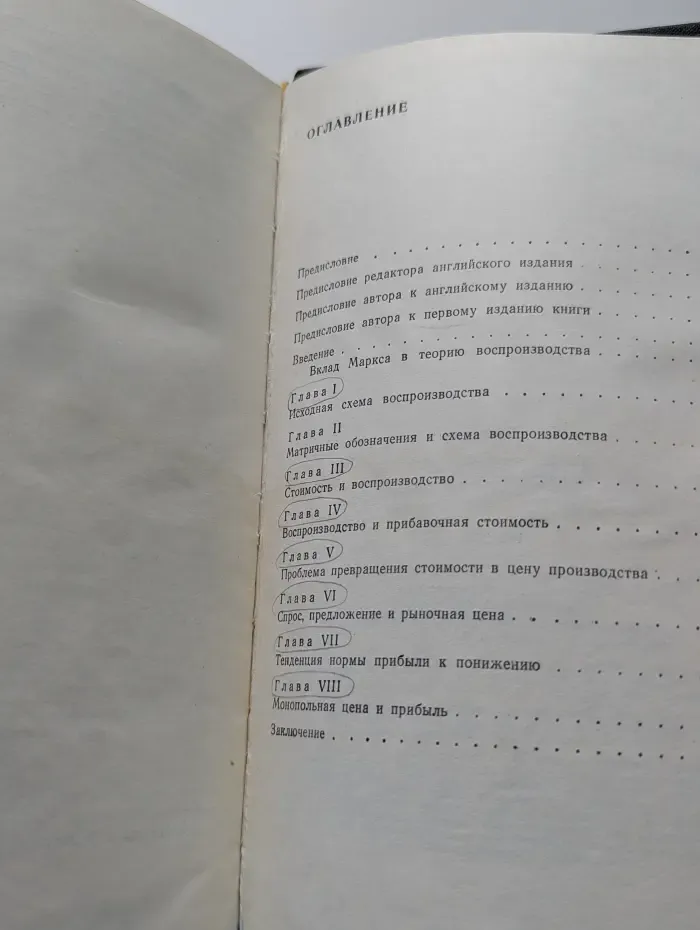 ОГЛАВЛЕНИЕ
Предисловие
Предисловие редактора английского издания
Предисловие автора к английскому изданию
Предисловие автора к первому изданию книги
Введение
Вклад Маркса в теорию воспроизводства
Глава I
Исходная схема воспроизводства
Глава II
Матричные обозначения и схема воспроизводства
Глава III
Стоимость и воспроизводство
Глава IV
Воспроизводство и прибавочная стоимость
Глава V
Проблема превращения стоимости в цену производства
Глава VI
Спрос, предложение и рыночная цена
Глава VII
Тенденция нормы прибыли к понижению
Глава VIII
Монопольная цена и прибыль
Заключение